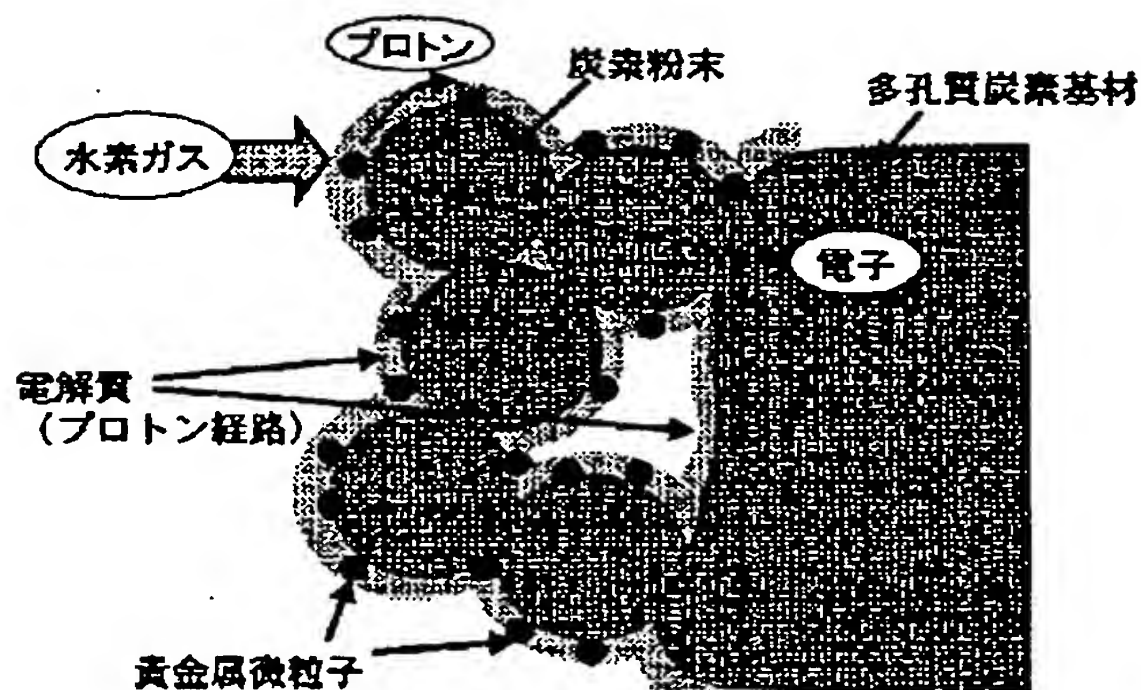 プロトン
炭素粉末
多孔質炭素基材
水素ガス
電子
電解質
（プロトン経路）
貴金属微粒子